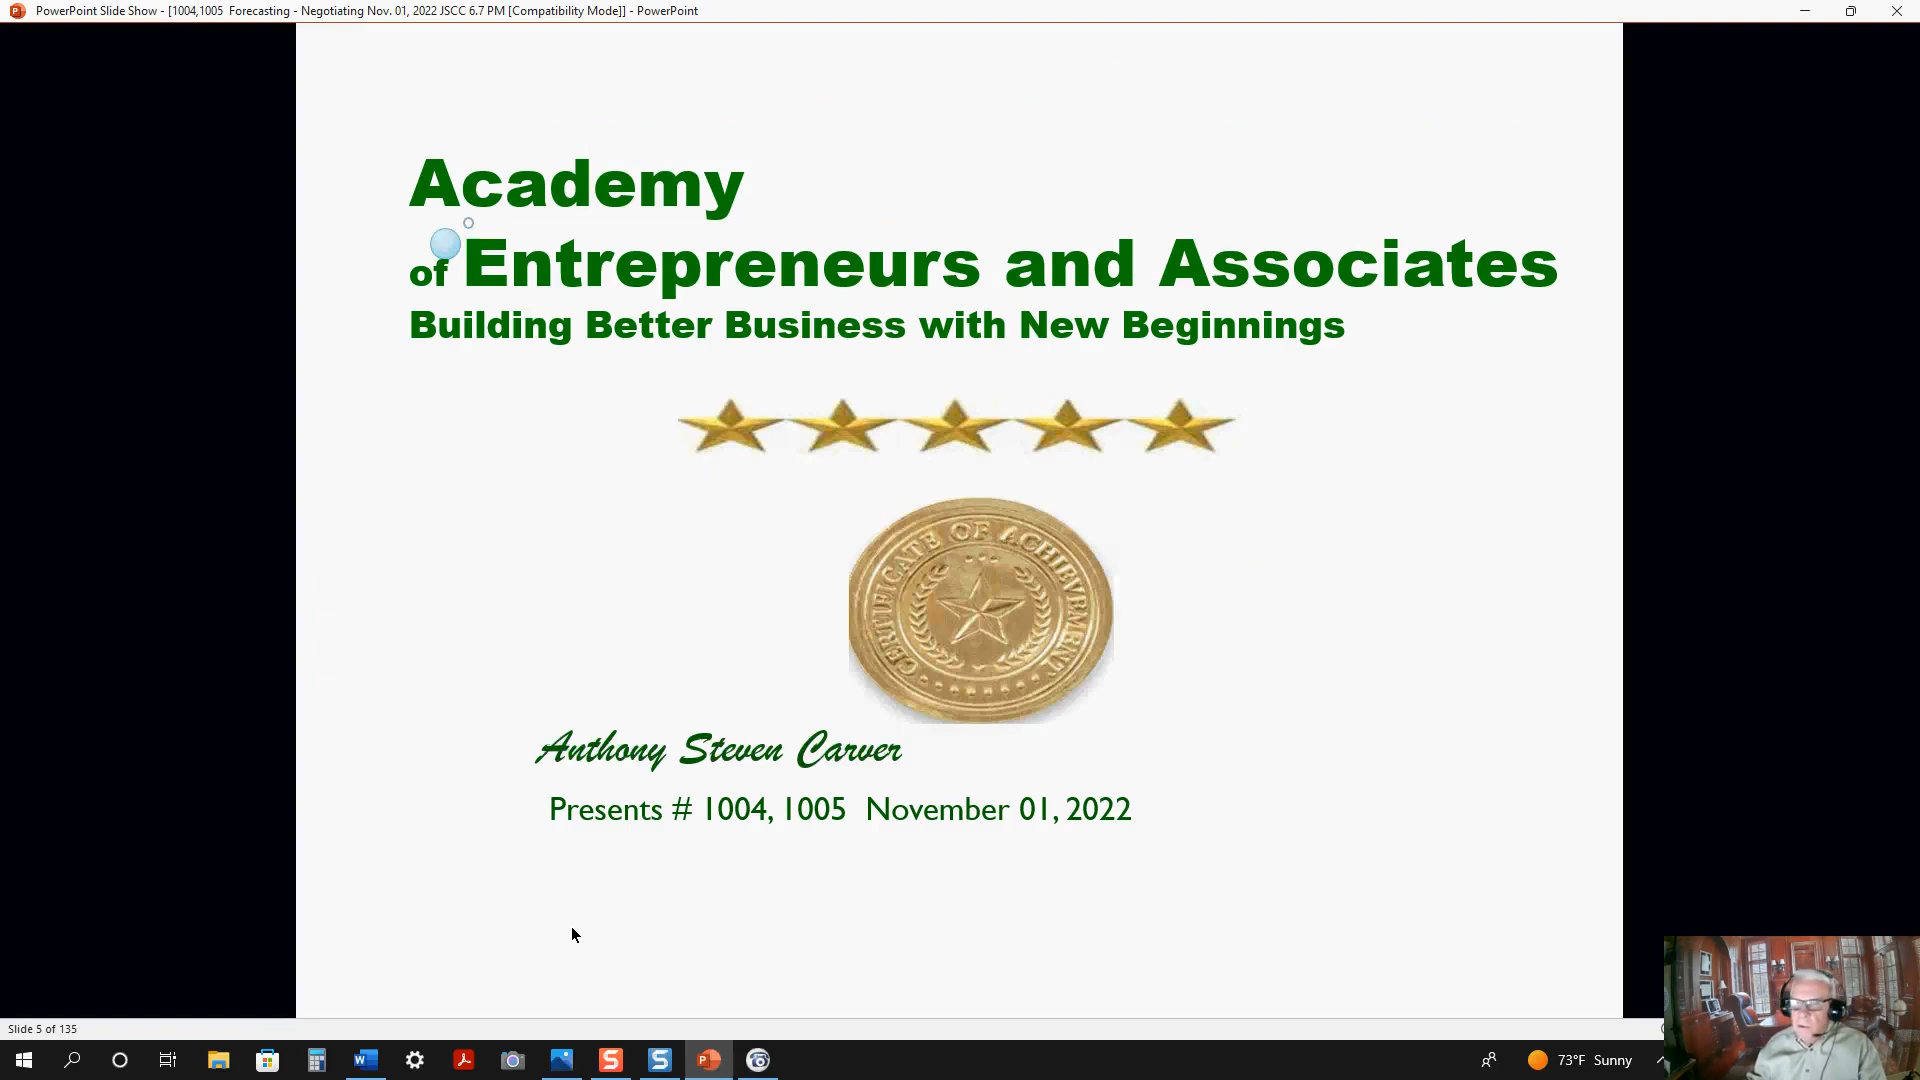 PowerPoint Slide Show - [1004,1005  Forecasting - Negotiating Nov. 01, 2022 JSCC 6.7 PM [Compatibility Mode]] - PowerPoint
Academy
of Entrepreneurs and Associates
Building Better Business with New Beginnings
CERTIFICATE OF ACHIEVEMENT
Anthony Steven Carver
Presents # 1004, 1005  November 01, 2022
Slide 5 of 135
73°F Sunny